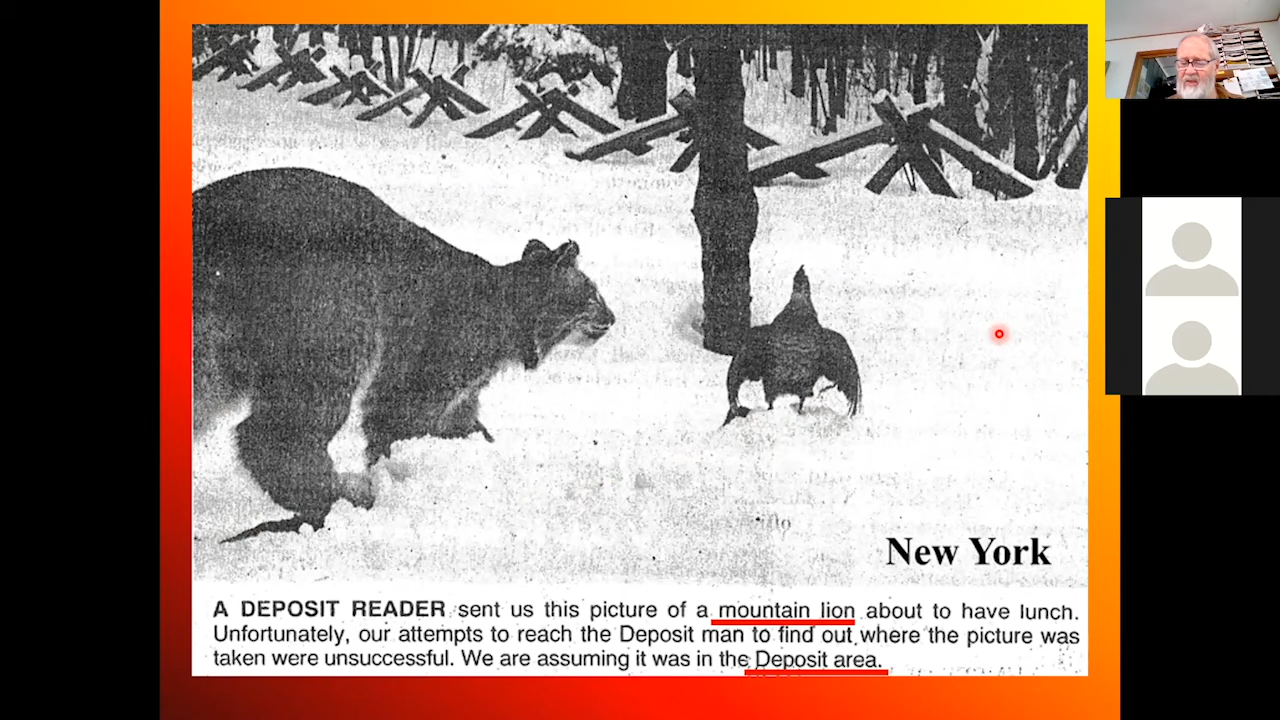 New York
A DEPOSIT READER sent us this picture of a mountain lion about to have lunch.
Unfortunately, our attempts to reach the Deposit man to find out where the picture was
taken were unsuccessful. We are assuming it was in the Deposit area.